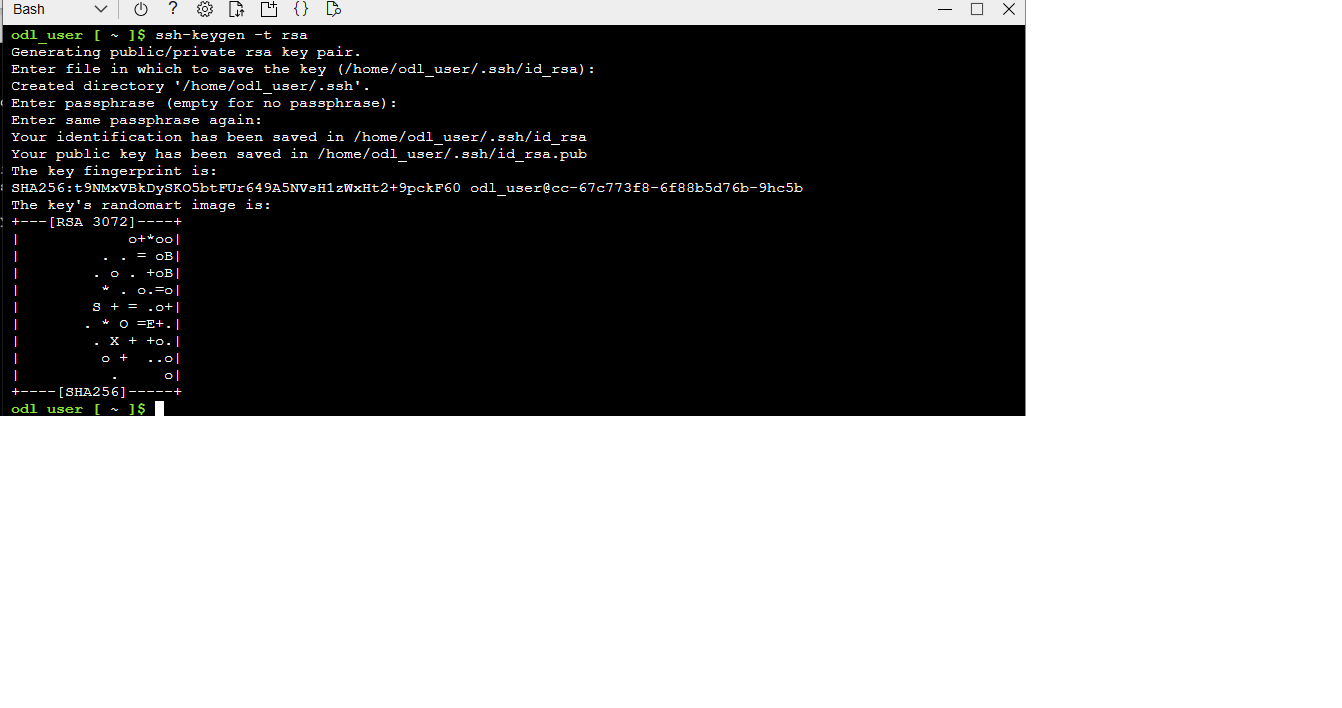 Bash
odl_user [ ~ ]$ ssh-keygen -t rsa
Generating public/private rsa key pair.
Enter file in which to save the key (/home/odl_user/.ssh/id_rsa):
Created directory '/home/odl_user/.ssh'.
Enter passphrase (empty for no passphrase):
Enter same passphrase again:
Your identification has been saved in /home/odl_user/.ssh/id_rsa
Your public key has been saved in /home/odl_user/.ssh/id_rsa.pub
The key fingerprint is:
SHA256:t9NMxVBkDySKO5btFUr649A5NVsH1zWxHt2+9pckF60 odl_user@cc-67c773f8-6f88b5d76b-9hc5b
The key's randomart image is:
+---[RSA 3072]----+
|            o+*oo|
|         . . = oB|
|        . o . +oB|
|         * . o.=o|
|        S + = .o+|
|       . * O =E+.|
|        . X + +o.|
|         o +  ..o|
|          .     o|
+----[SHA256]-----+
odl_user [ ~ ]$